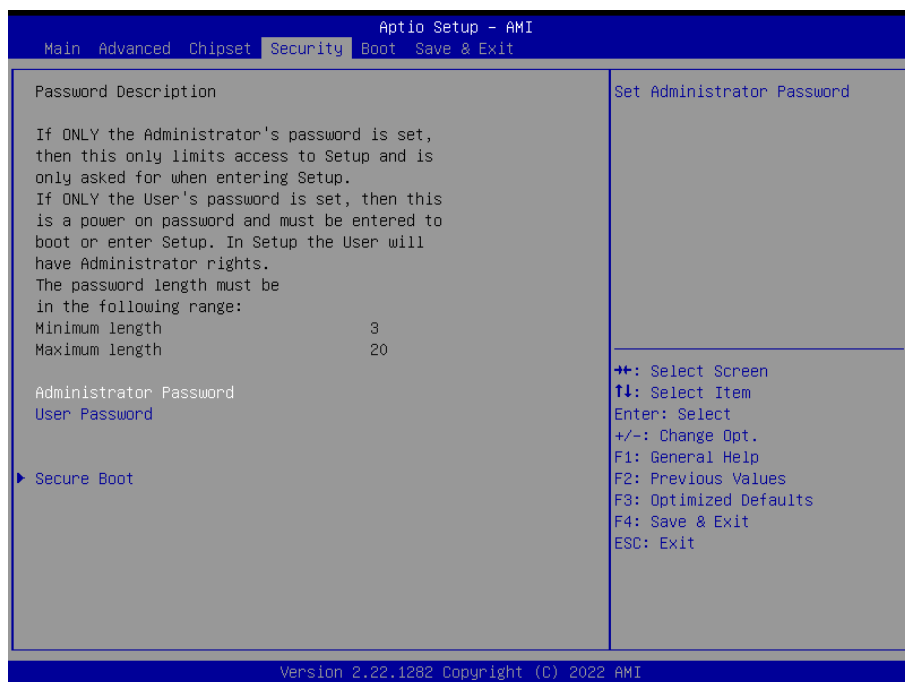 Aptio Setup – AMI
Main Advanced Chipset Security Boot Save & Exit
Password Description
If ONLY the Administrator's password is set,
then this only limits access to Setup and is
only asked for when entering Setup.
If ONLY the User's password is set, then this
is a power on password and must be entered to
boot or enter Setup. In Setup the User will
have Administrator rights.
The password length must be
in the following range:
Minimum length 3
Maximum length 20
Administrator Password
User Password
Secure Boot
Set Administrator Password
→←: Select Screen
↑↓: Select Item
Enter: Select
+/-: Change Opt.
F1: General Help
F2: Previous Values
F3: Optimized Defaults
F4: Save & Exit
ESC: Exit
Version 2.22.1282 Copyright (C) 2022 AMI